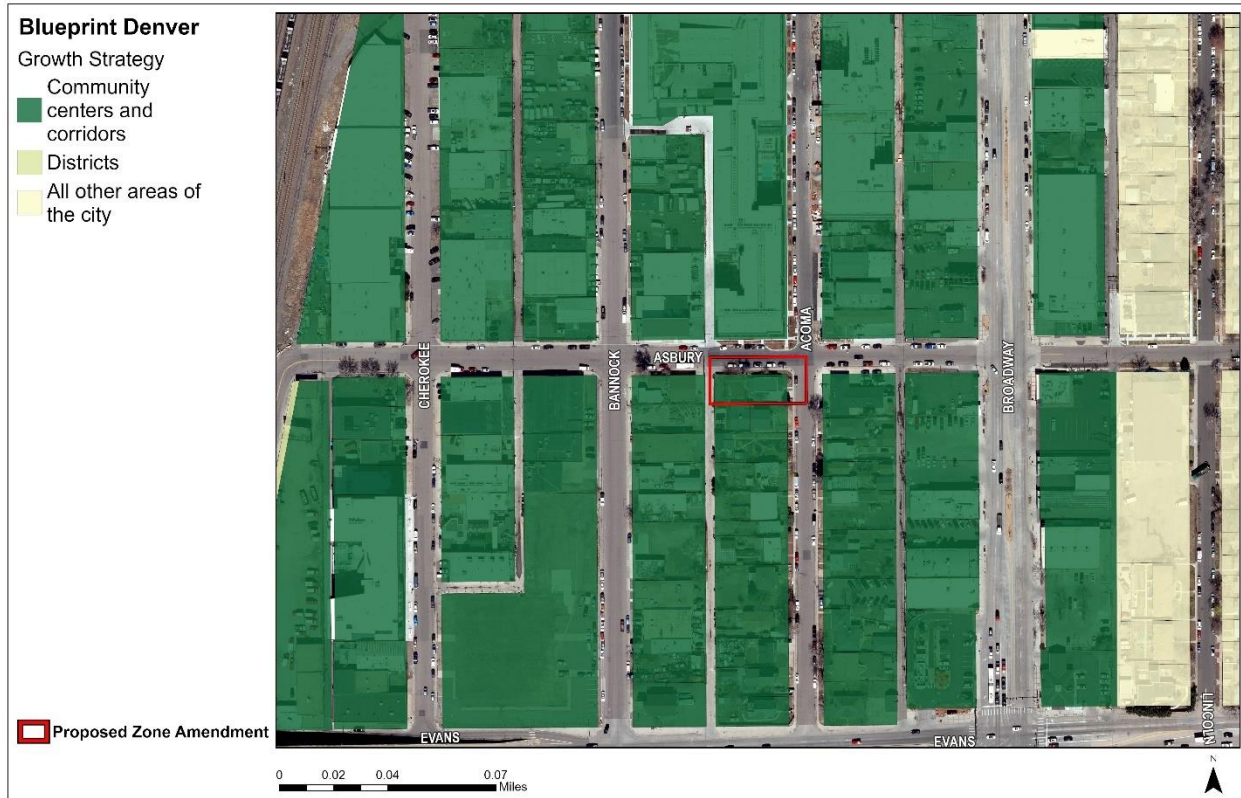 Blueprint Denver
Growth Strategy
Community
centers and
corridors
Districts
All other areas of
the city
Proposed Zone Amendment
CHEROKEE
BANNOCK
ASBURY
ACOMA
BROADWAY
LINCOLN
EVANS
EVANS
0 0.02 0.04 0.07
Miles
N